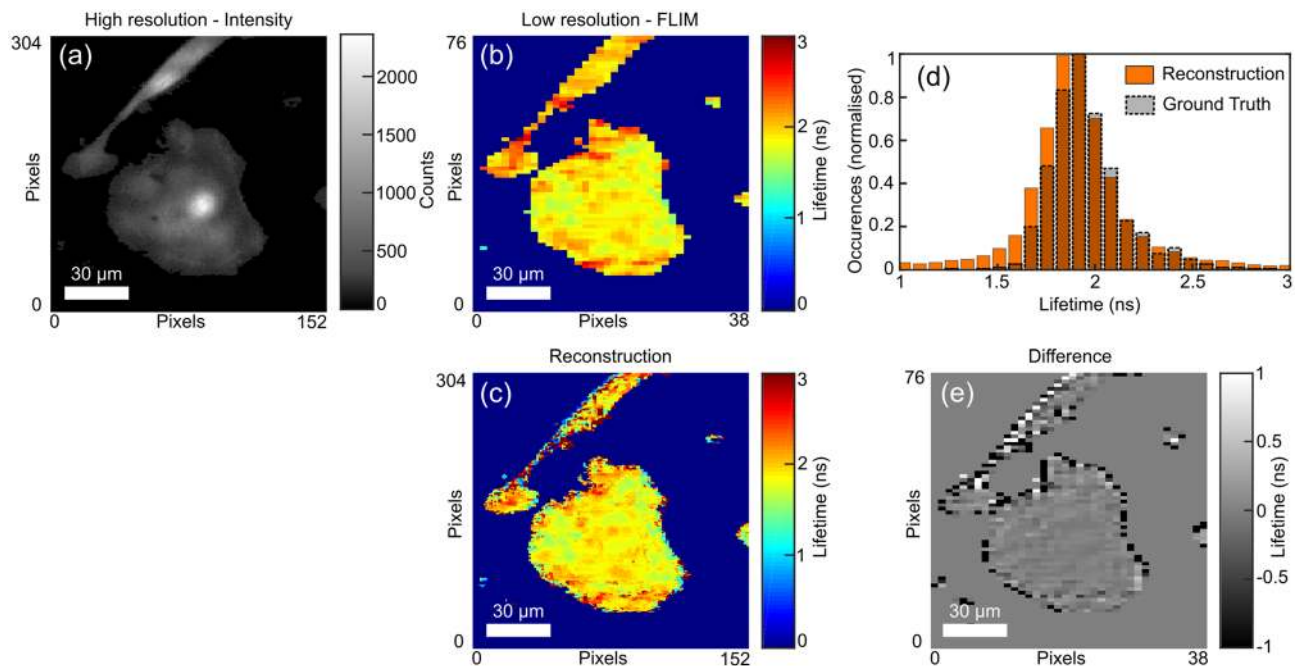 High resolution - Intensity
304
(a)
Pixels
30 μm
0
0
Pixels
152
2000
1500
1000
500
0
Counts
Low resolution - FLIM
76
(b)
Pixels
30 μm
0
0
Pixels
38
3
2
1
0
Lifetime (ns)
(d)
Reconstruction
Ground Truth
1
0.8
0.6
0.4
0.2
0
Occurences (normalised)
1
1.5
2
2.5
3
Lifetime (ns)
Reconstruction
304
(c)
Pixels
30 μm
0
0
Pixels
152
3
2
1
0
Lifetime (ns)
Difference
76
(e)
Pixels
30 μm
0
0
Pixels
38
1
0.5
0
-0.5
-1
Lifetime (ns)